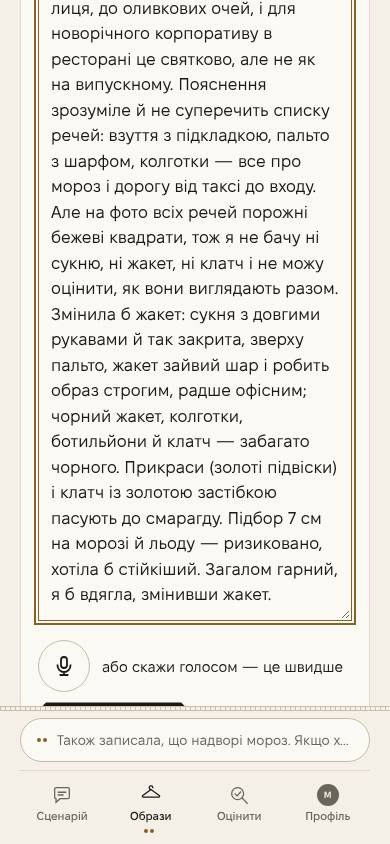 лиця, до оливкових очей, і для
новорічного корпоративу в
ресторані це святково, але не як
на випускному. Пояснення
зрозуміле й не суперечить списку
речей: взуття з підкладкою, пальто
з шарфом, колготки — все про
мороз і дорогу від таксі до входу.
Але на фото всіх речей порожні
бежеві квадрати, тож я не бачу ні
сукню, ні жакет, ні клатч і не можу
оцінити, як вони виглядають разом.
Змінила б жакет: сукня з довгими
рукавами й так закрита, зверху
пальто, жакет зайвий шар і робить
образ строгим, радше офісним;
чорний жакет, колготки,
ботильйони й клатч — забагато
чорного. Прикраси (золоті підвіски)
і клатч із золотою застібкою
пасують до смарагду. Підбор 7 см
на морозі й льоду — ризиковано,
хотіла б стійкіший. Загалом гарний,
я б вдягла, змінивши жакет.
або скажи голосом — це швидше
Також записала, що надворі мороз. Якщо х...
Сценарій Образи Оцінити Профіль
М